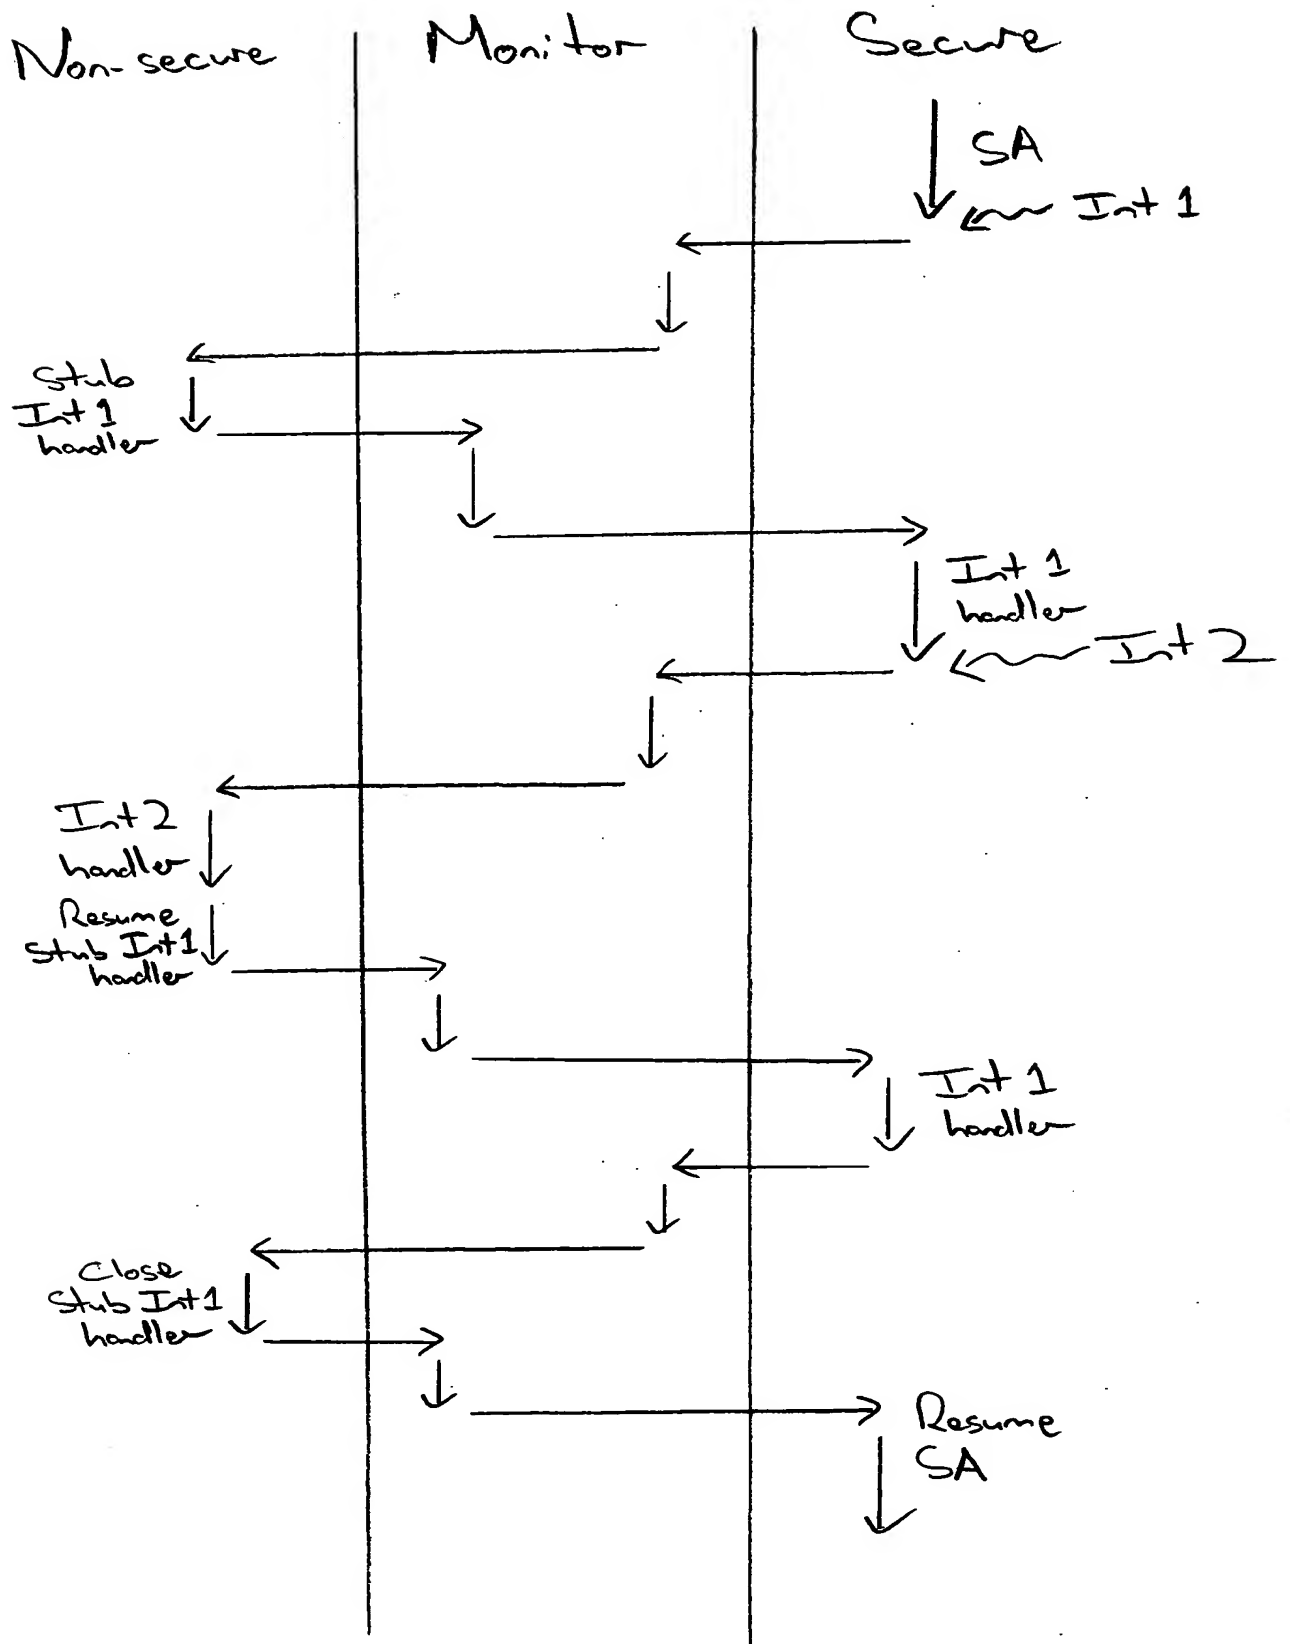 Non-secure
Monitor
Secure
SA
Int 1
Stub
Int 1
handler
Int 1
handler
Int 2
Int 2
handler
Resume
Stub Int 1
handler
Int 1
handler
Close
Stub Int 1
handler
Resume
SA